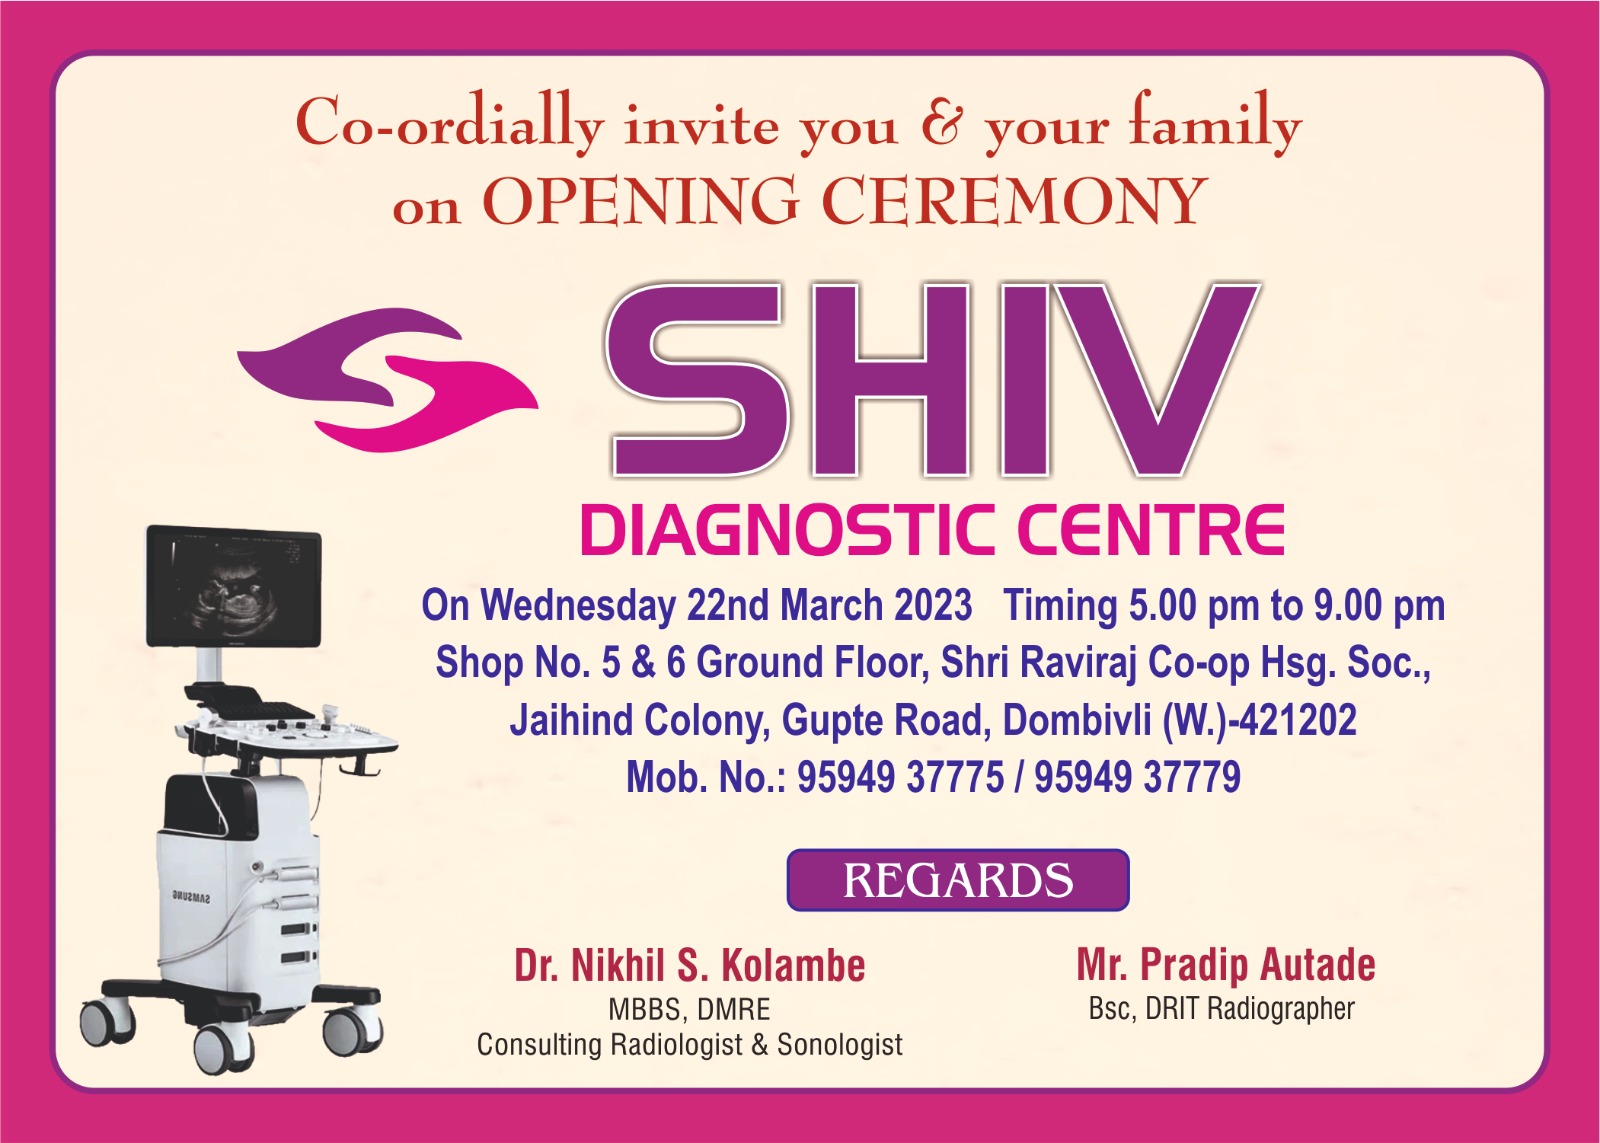 Co-ordially invite you & your family
on OPENING CEREMONY
SHIV
DIAGNOSTIC CENTRE
On Wednesday 22nd March 2023 Timing 5.00 pm to 9.00 pm
Shop No. 5 & 6 Ground Floor, Shri Raviraj Co-op Hsg. Soc.,
Jaihind Colony, Gupte Road, Dombivli (W.)-421202
Mob. No.: 95949 37775 / 95949 37779
SAMSUNG
REGARDS
Dr. Nikhil S. Kolambe
MBBS, DMRE
Consulting Radiologist & Sonologist
Mr. Pradip Autade
Bsc, DRIT Radiographer